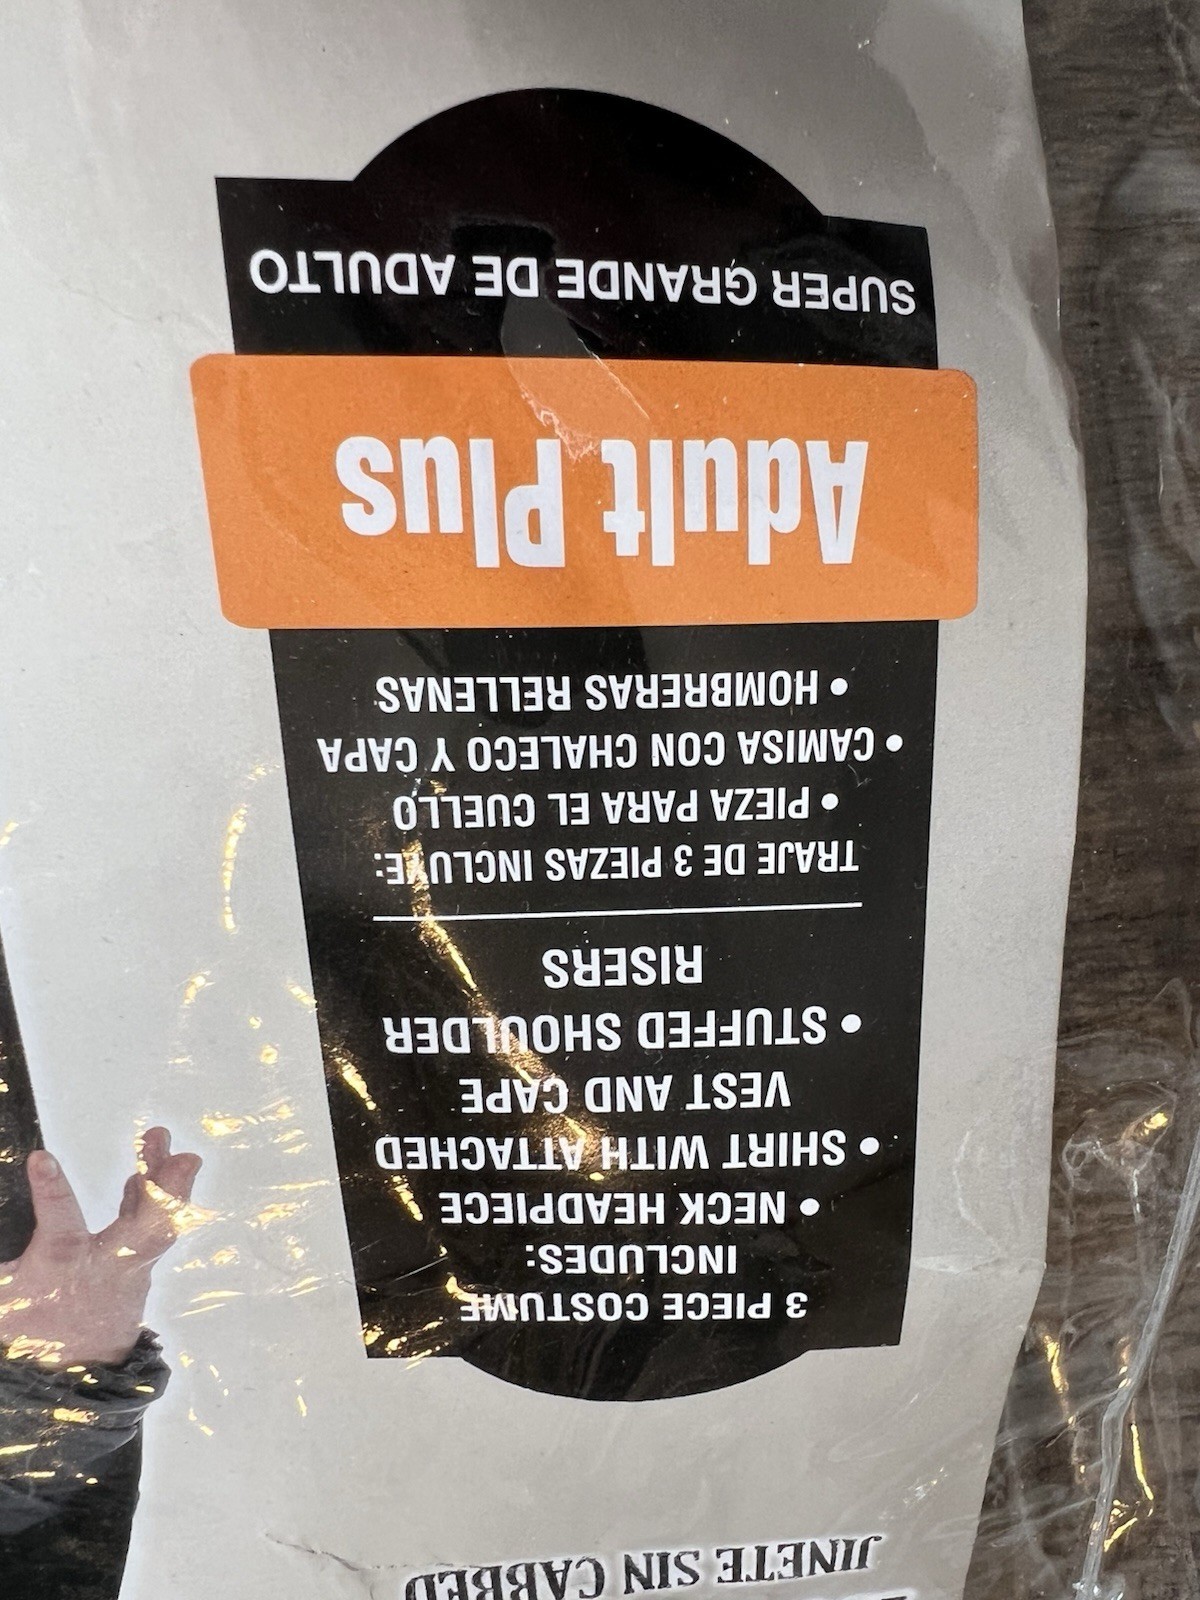 JINETE SIN
3 PIECE COSTUME
INCLUDES:
• NECK HEADPIECE
• SHIRT WITH ATTACHED
VEST AND CAPE
• STUFFED SHOULDER
RISERS
TRAJE DE 3 PIEZAS INCLUYE:
• PIEZA PARA EL CUELLO
• CAMISA CON CHALECO Y CAPA
• HOMBRERAS RELLENAS
Adult Plus
SUPER GRANDE DE ADULTO